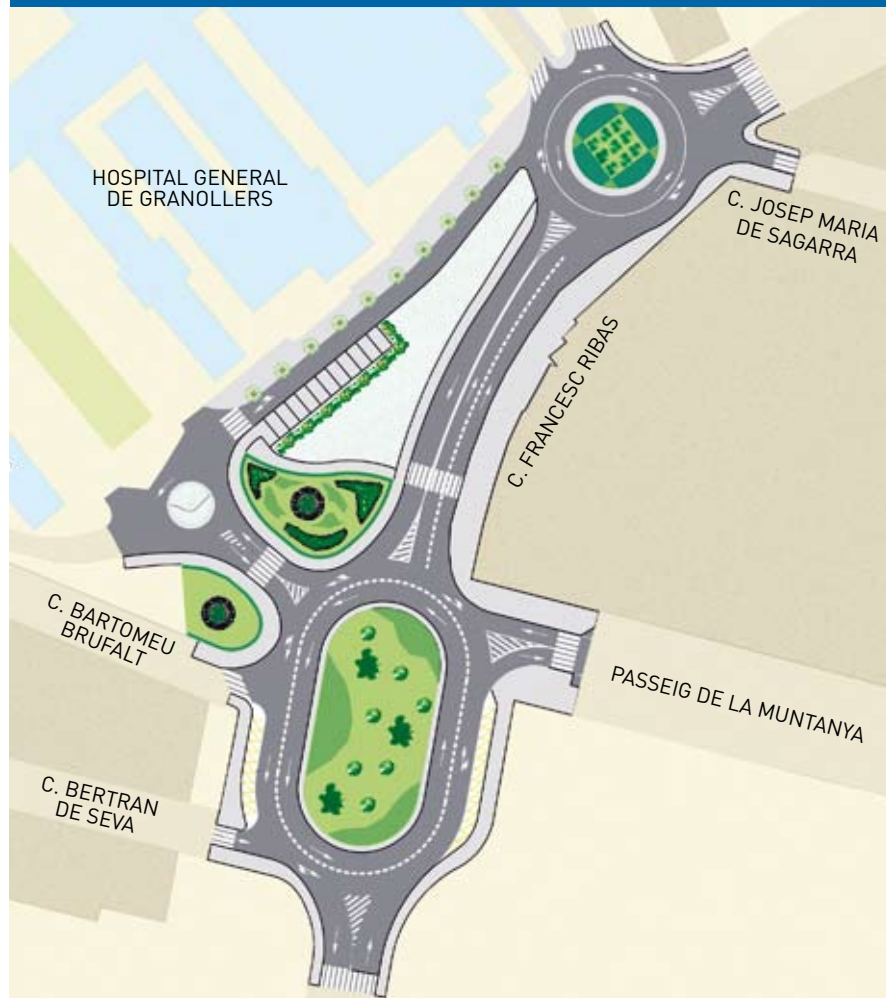 HOSPITAL GENERAL
DE GRANOLLERS
C. JOSEP MARIA
DE SAGARRA
C. FRANCESC RIBAS
C. BARTOMEU
BRUFALT
PASSEIG DE LA MUNTANYA
C. BERTRAN
DE SEVA